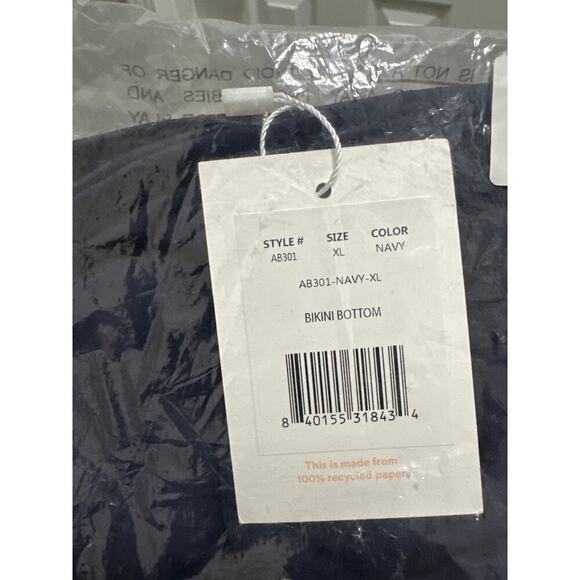 STYLE # SIZE COLOR
AB301 XL NAVY
AB301-NAVY-XL
BIKINI BOTTOM
8 40155 31843 4
This is made from
100% recycled paper.
IS NOT A
DANGER OF
BIES AND